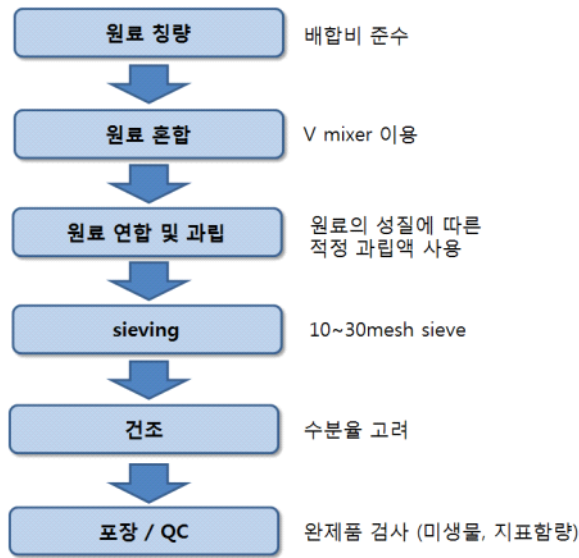 원료 칭량
배합비 준수
원료 혼합
V mixer 이용
원료 연합 및 과립
원료의 성질에 따른
적정 과립액 사용
sieving
10~30mesh sieve
건조
수분율 고려
포장 / QC
완제품 검사 (미생물, 지표함량)